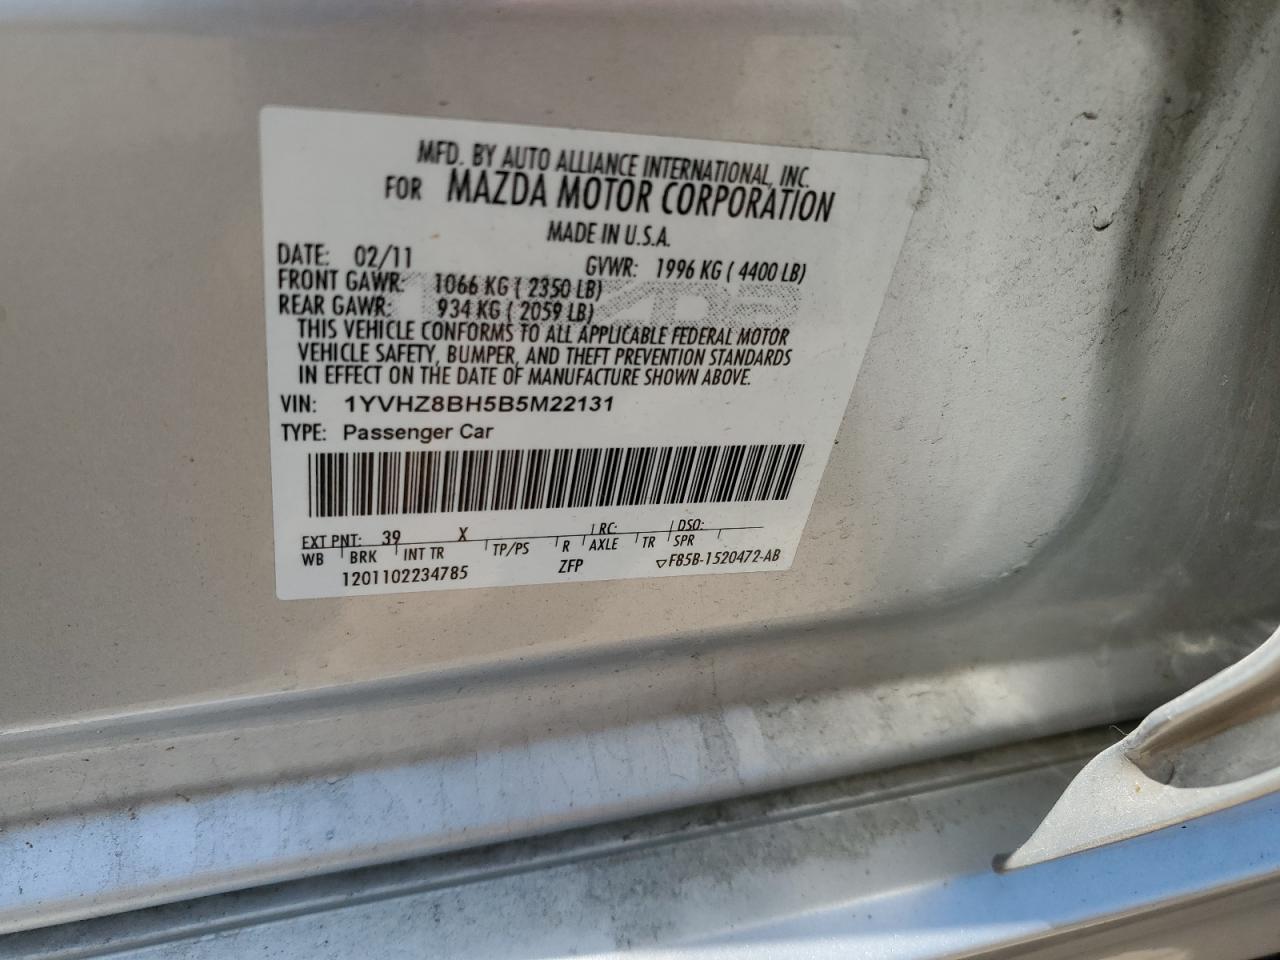 MFD. BY AUTO ALLIANCE INTERNATIONAL, INC.
FOR MAZDA MOTOR CORPORATION
MADE IN U.S.A.
DATE: 02/11 GVWR: 1996 KG ( 4400 LB)
FRONT GAWR: 1066 KG ( 2350 LB)
REAR GAWR: 934 KG ( 2059 LB)
THIS VEHICLE CONFORMS TO ALL APPLICABLE FEDERAL MOTOR
VEHICLE SAFETY, BUMPER, AND THEFT PREVENTION STANDARDS
IN EFFECT ON THE DATE OF MANUFACTURE SHOWN ABOVE.
VIN: 1YVHZ8BH5B5M22131
TYPE: Passenger Car
EXT PNT: 39 X RC: DSO:
WB BRK INT TR TP/PS R AXLE TR SPR
1201102234785 ZFP ▽F85B-1520472-AB